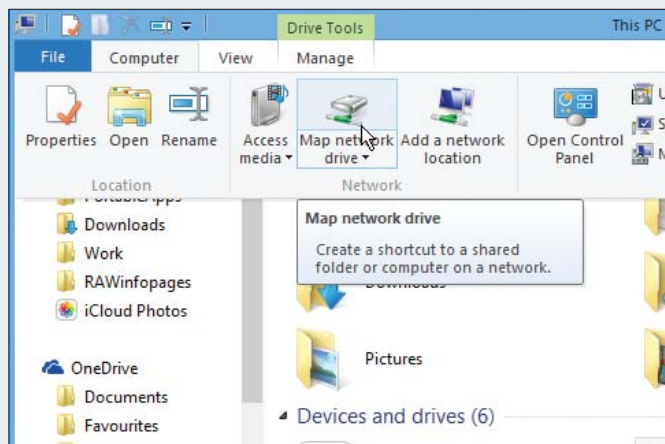 Drive Tools
This PC
File
Computer
View
Manage
Properties
Open
Rename
Access media
Map network drive
Add a network location
Open Control Panel
Location
Network
PortableApps
Downloads
Work
RAWinfopages
iCloud Photos
OneDrive
Documents
Favourites
Map network drive
Create a shortcut to a shared
folder or computer on a network.
Downloads
Pictures
Devices and drives (6)